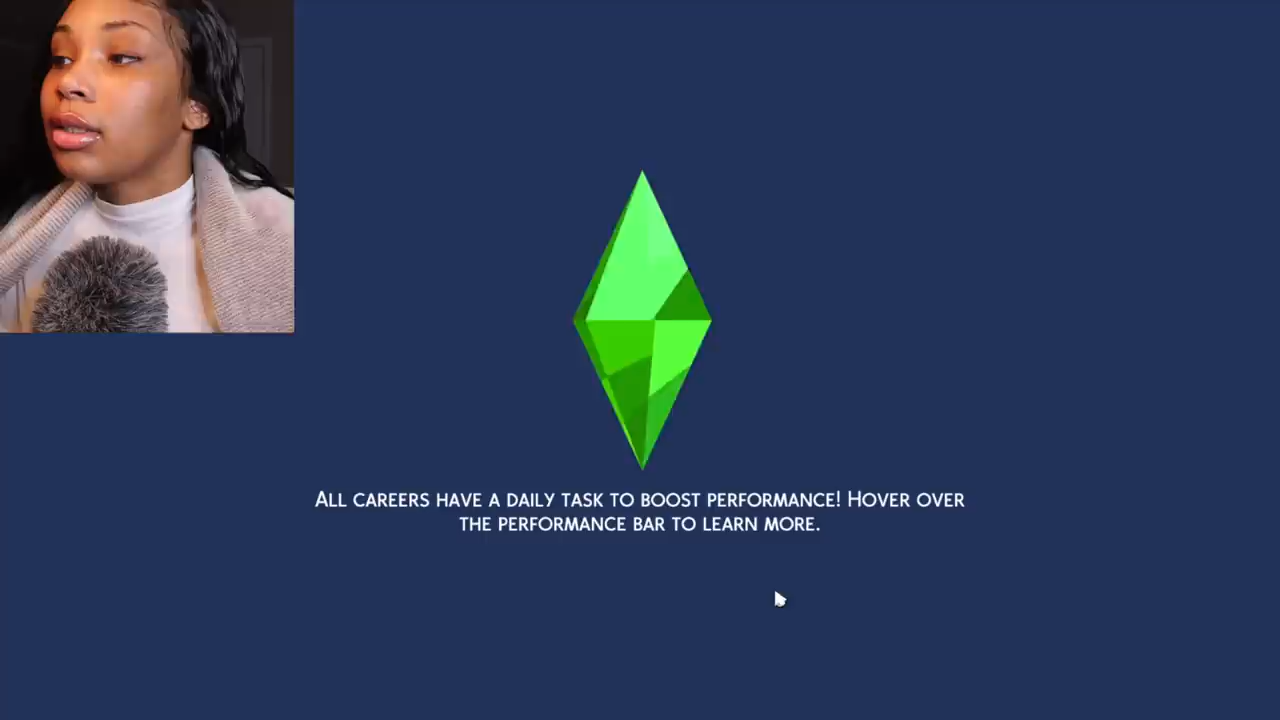 All careers have a daily task to boost performance! Hover over
the performance bar to learn more.